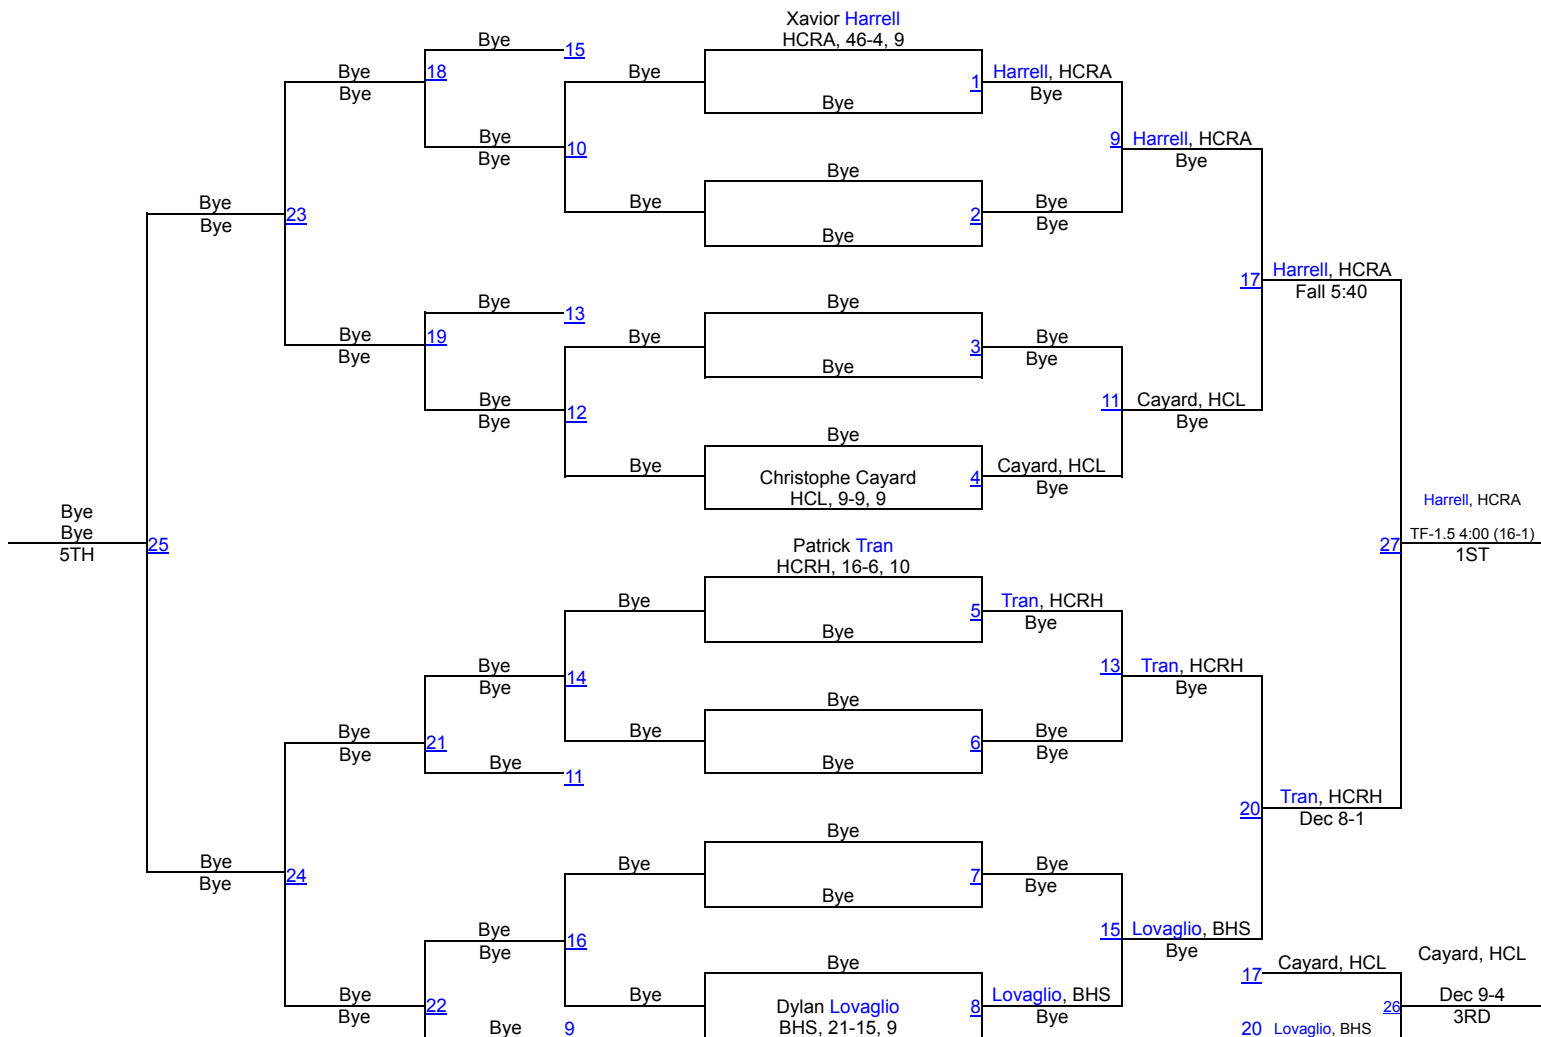 Xavior Harrell
HCRA, 46-4, 9
Bye
15
Bye
18
Bye
Bye
1
Harrell, HCRA
Bye
Bye
Bye
Bye
10
Bye
9
Harrell, HCRA
Bye
Bye
Bye
2
Bye
Bye
Bye
Bye
23
Bye
17
Harrell, HCRA
Fall 5:40
Bye
13
Bye
Bye
19
Bye
Bye
3
Bye
Bye
Bye
Bye
12
Bye
11
Cayard, HCL
Bye
Bye
Bye
Christophe Cayard
HCL, 9-9, 9
4
Cayard, HCL
Bye
Bye
Bye
5TH
25
Harrell, HCRA
27
TF-1.5 4:00 (16-1)
1ST
Patrick Tran
HCRH, 16-6, 10
Bye
5
Tran, HCRH
Bye
Bye
Bye
14
Bye
13
Tran, HCRH
Bye
Bye
Bye
21
Bye
Bye
6
Bye
Bye
Bye
Bye
11
Bye
20
Tran, HCRH
Dec 8-1
Bye
Bye
24
Bye
Bye
7
Bye
Bye
Bye
Bye
16
Bye
15
Lovaglio, BHS
Bye
Bye
17
Cayard, HCL
Cayard, HCL
Bye
22
Bye
Bye
Dylan Lovaglio
BHS, 21-15, 9
8
Lovaglio, BHS
Bye
26
Dec 9-4
3RD
Bye
9
20
Lovaglio, BHS